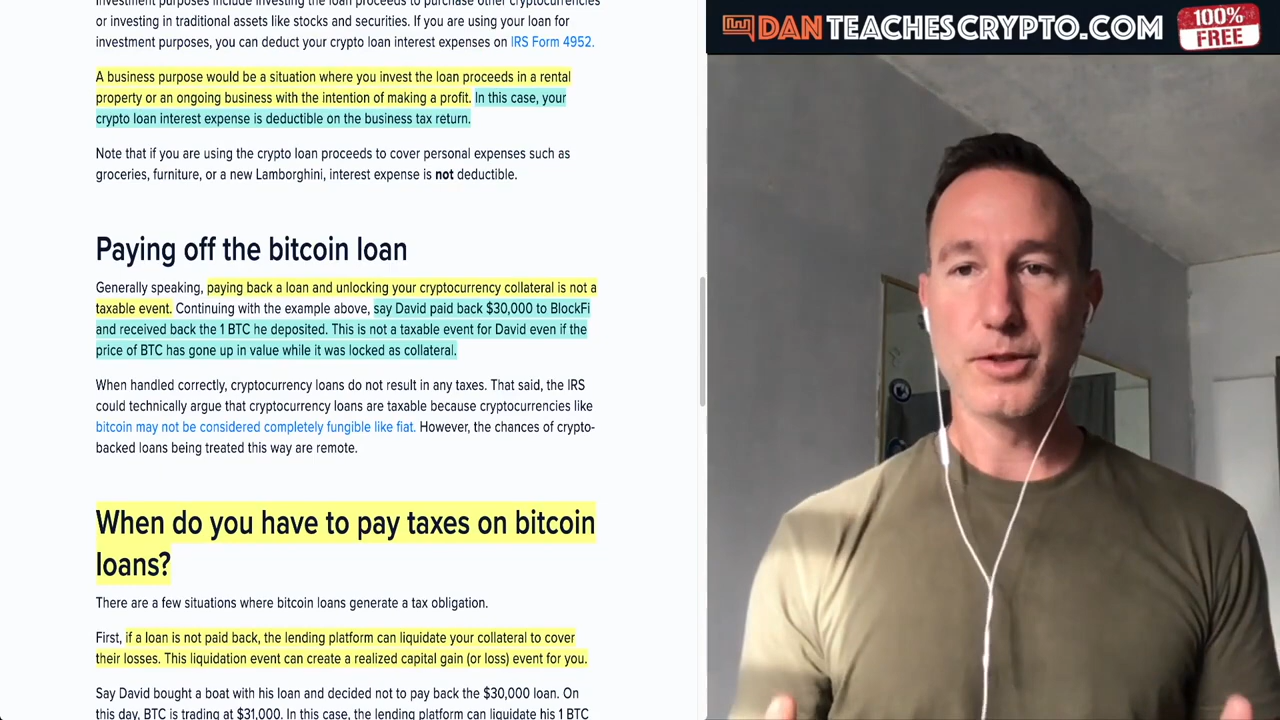 Investment purposes include investing the loan proceeds to purchase other cryptocurrencies
or investing in traditional assets like stocks and securities. If you are using your loan for
investment purposes, you can deduct your crypto loan interest expenses on IRS Form 4952.
A business purpose would be a situation where you invest the loan proceeds in a rental
property or an ongoing business with the intention of making a profit. In this case, your
crypto loan interest expense is deductible on the business tax return.
Note that if you are using the crypto loan proceeds to cover personal expenses such as
groceries, furniture, or a new Lamborghini, interest expense is not deductible.
Paying off the bitcoin loan
Generally speaking, paying back a loan and unlocking your cryptocurrency collateral is not a
taxable event. Continuing with the example above, say David paid back $30,000 to BlockFi
and received back the 1 BTC he deposited. This is not a taxable event for David even if the
price of BTC has gone up in value while it was locked as collateral.
When handled correctly, cryptocurrency loans do not result in any taxes. That said, the IRS
could technically argue that cryptocurrency loans are taxable because cryptocurrencies like
bitcoin may not be considered completely fungible like fiat. However, the chances of crypto-
backed loans being treated this way are remote.
When do you have to pay taxes on bitcoin
loans?
There are a few situations where bitcoin loans generate a tax obligation.
First, if a loan is not paid back, the lending platform can liquidate your collateral to cover
their losses. This liquidation event can create a realized capital gain (or loss) event for you.
Say David bought a boat with his loan and decided not to pay back the $30,000 loan. On
this day, BTC is trading at $31,000. In this case, the lending platform can liquidate his 1 BTC
DANTEACHESCRYPTO.COM
100%
FREE